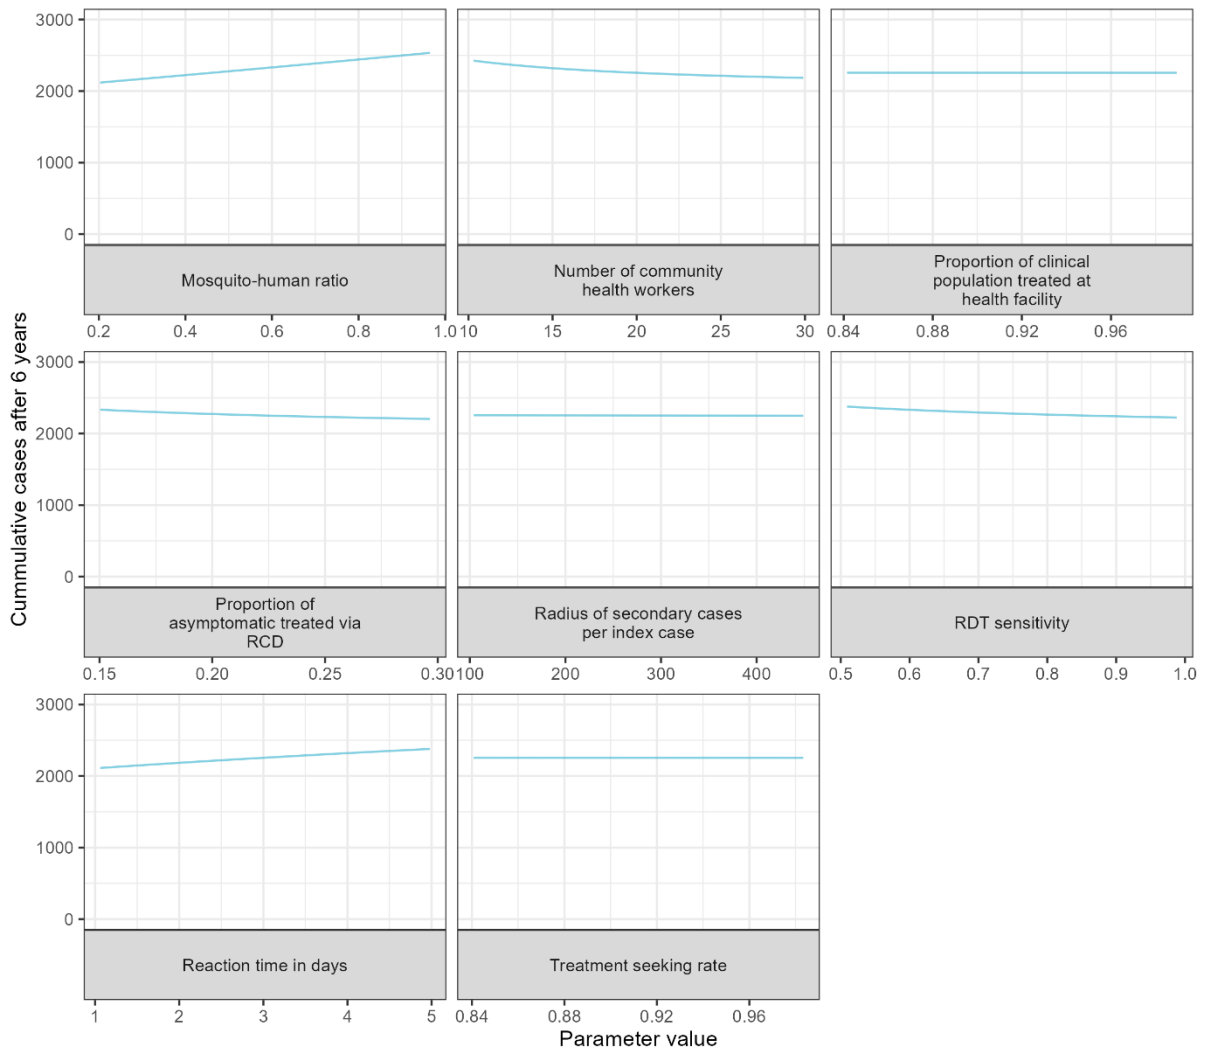 Cummulative cases after 6 years
3000
2000
1000
0
Mosquito-human ratio
Number of community
health workers
Proportion of clinical
population treated at
health facility
0.2 0.4 0.6 0.8 1.0
10 15 20 25 30
0.84 0.88 0.92 0.96
3000
2000
1000
0
Proportion of
asymptomatic treated via
RCD
Radius of secondary cases
per index case
RDT sensitivity
0.15 0.20 0.25 0.30
100 200 300 400
0.5 0.6 0.7 0.8 0.9 1.0
3000
2000
1000
0
Reaction time in days
Treatment seeking rate
1 2 3 4 5
0.84 0.88 0.92 0.96
Parameter value